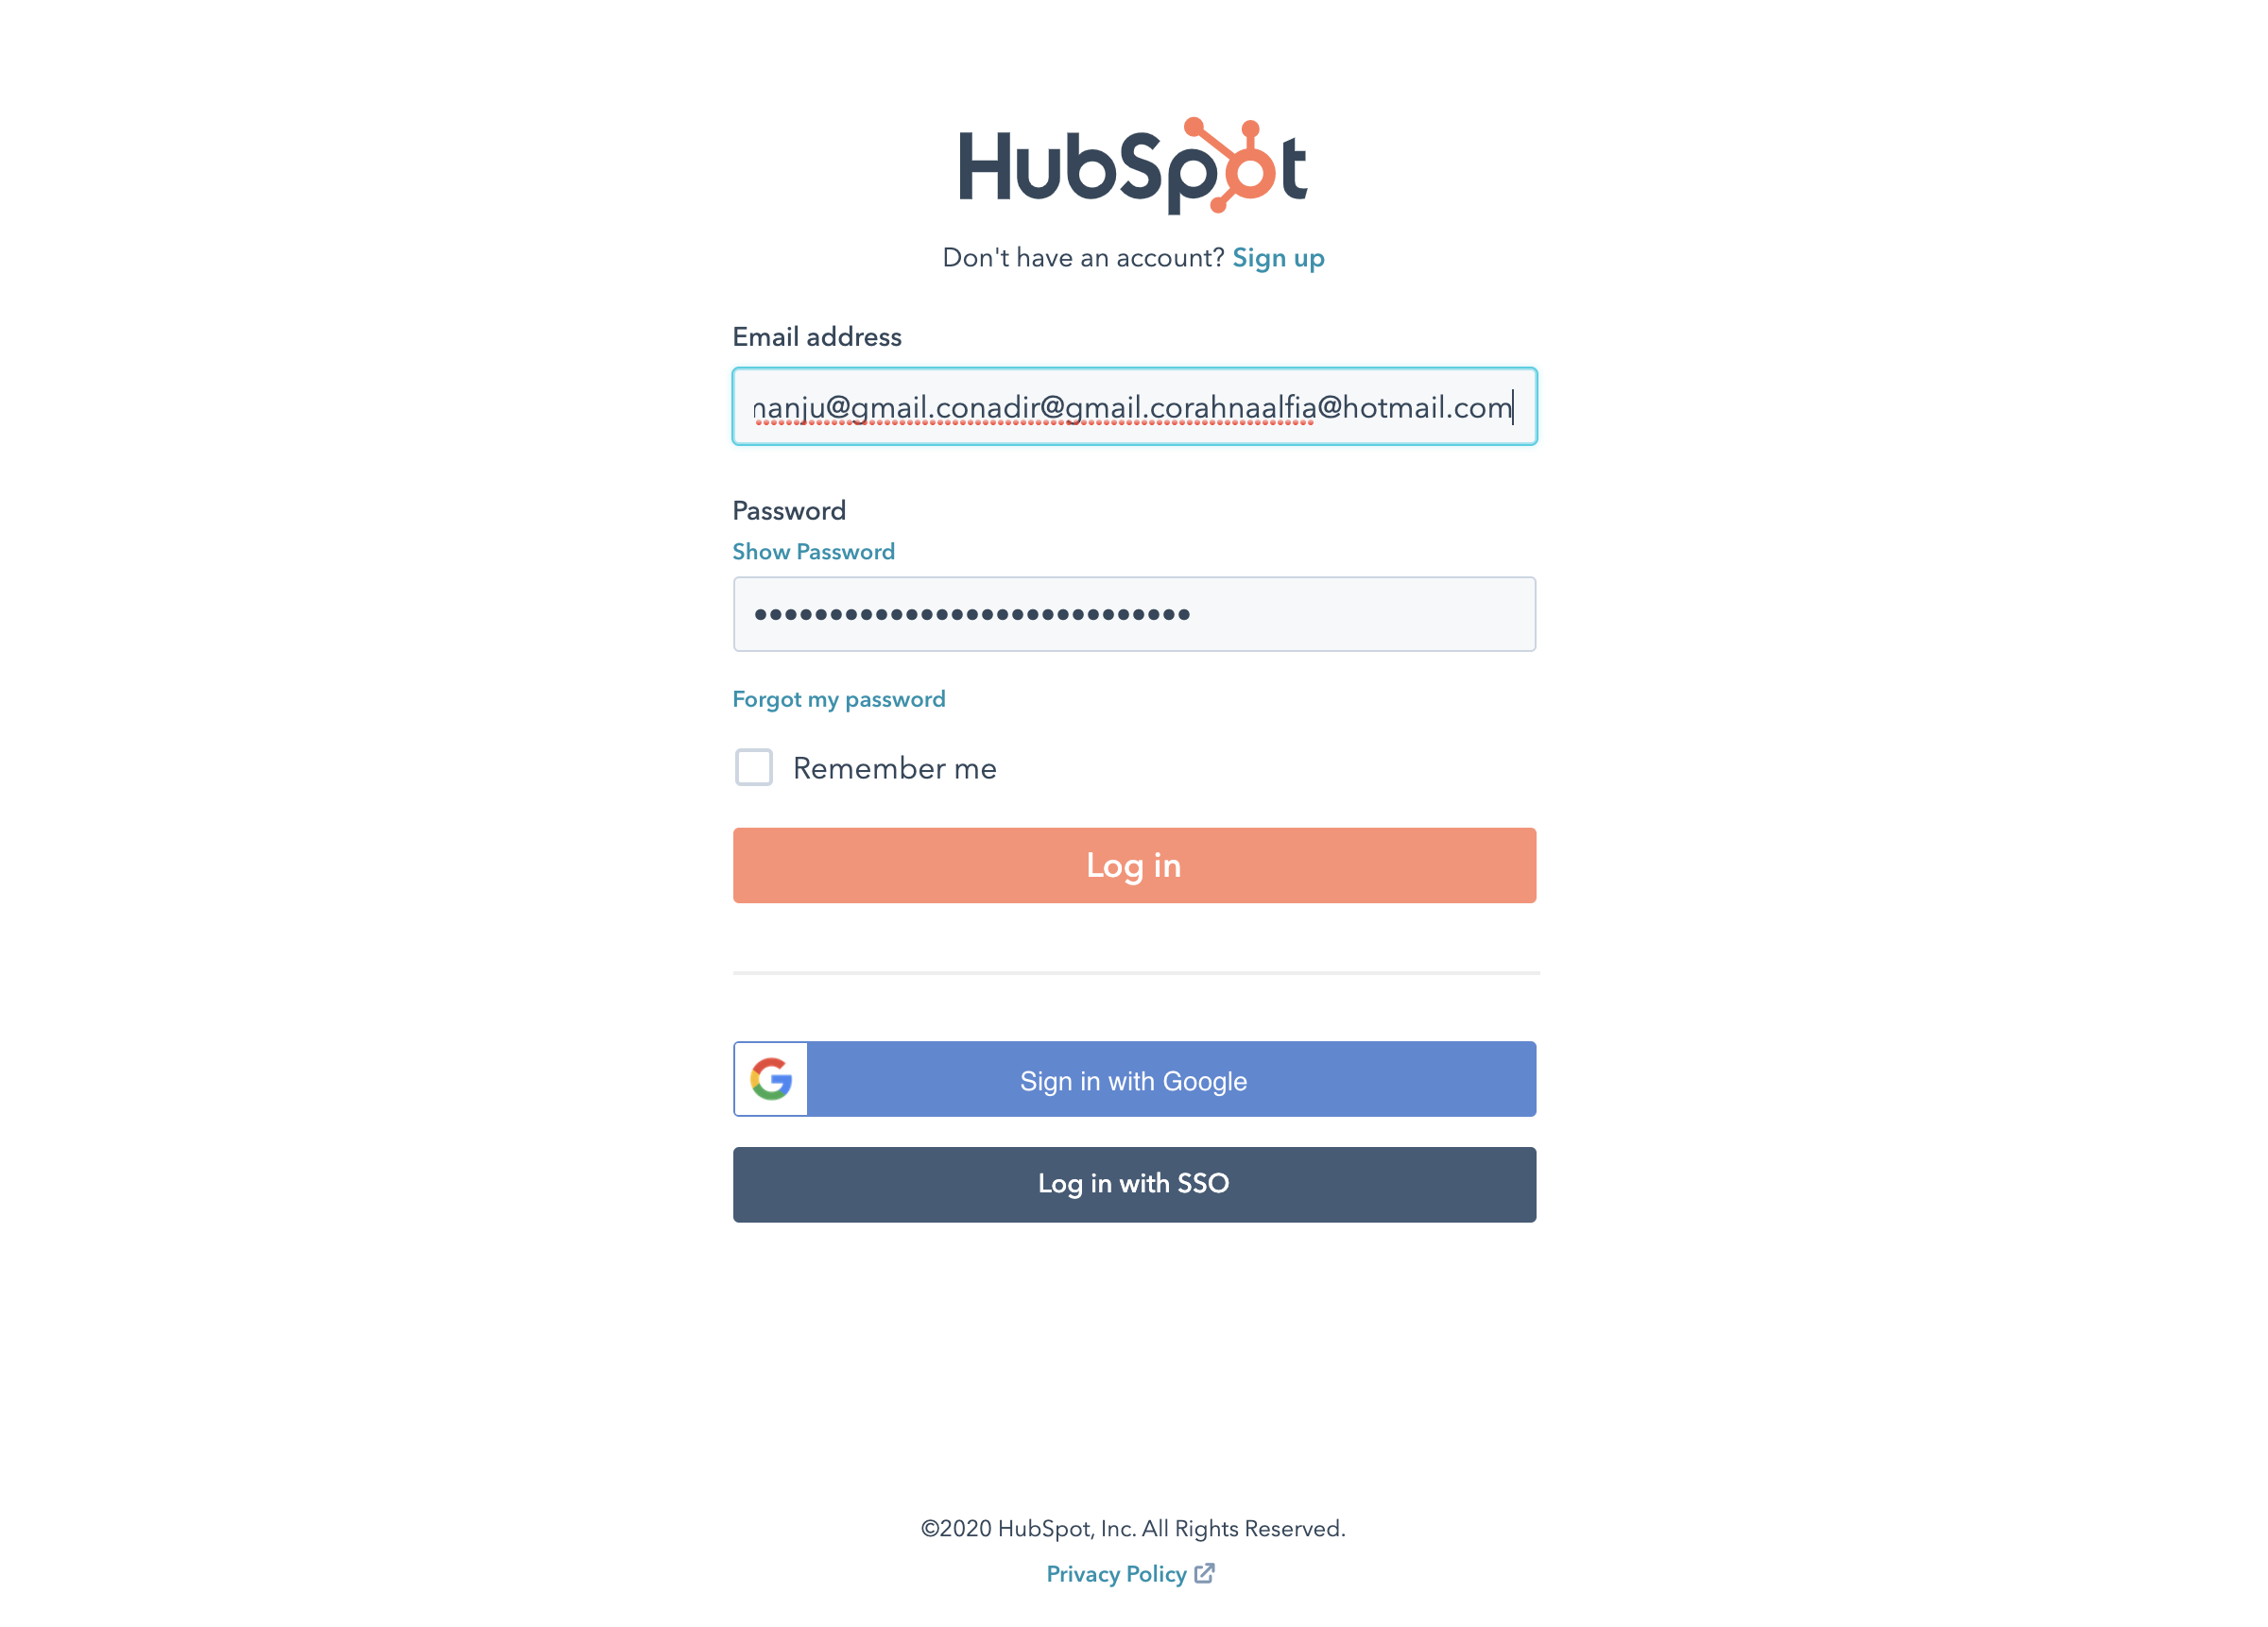 HubSpot
Don't have an account? Sign up
Email address
nanju@gmail.conadir@gmail.corahnaalfia@hotmail.com
Password
Show Password
••••••••••••••••••••••••••••• 
Forgot my password
Remember me
Log in
Sign in with Google
Log in with SSO
©2020 HubSpot, Inc. All Rights Reserved.
Privacy Policy